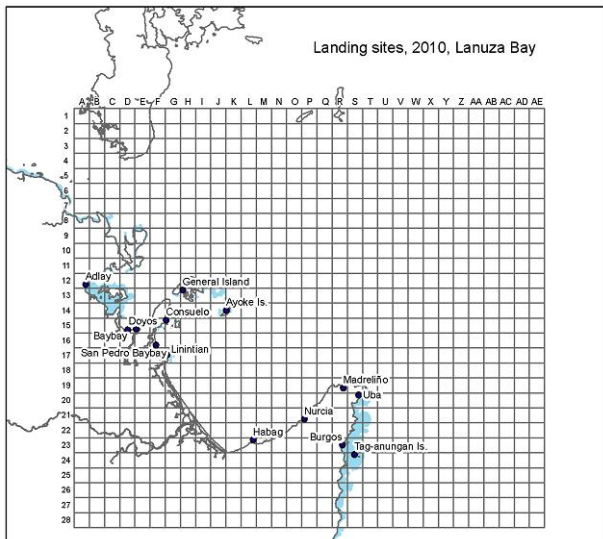 Landing sites, 2010, Lanuza Bay
A B C D E F G H I J K L M N O P Q R S T U V W X Y Z AA AB AC AD AE
1
2
3
4
5
6
7
8
9
10
11
12
Adlay
General Island
13
Ayoke Is.
14
Consuelo
Doyos
15
Baybay
16
San Pedro Baybay
Linintian
17
18
19
Madreliño
20
Uba
21
Nurcia
22
Habag
Burgos
23
Tag-anungan Is.
24
25
26
27
28